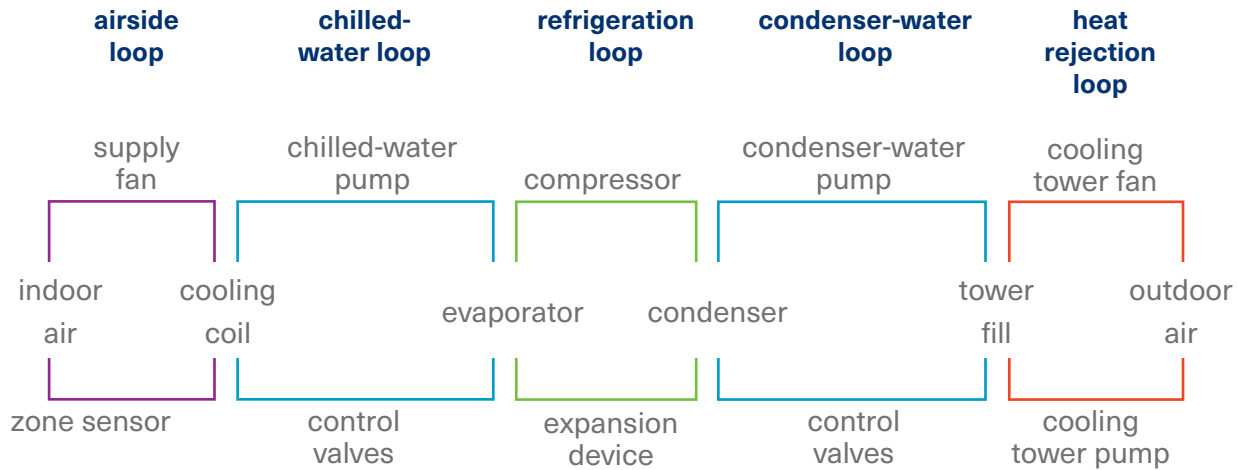 airside
loop
chilled-
water loop
refrigeration
loop
condenser-water
loop
heat
rejection
loop
supply
fan
chilled-water
pump
compressor
condenser-water
pump
cooling
tower fan
indoor
air
cooling
coil
evaporator
condenser
tower
fill
outdoor
air
zone sensor
control
valves
expansion
device
control
valves
cooling
tower pump